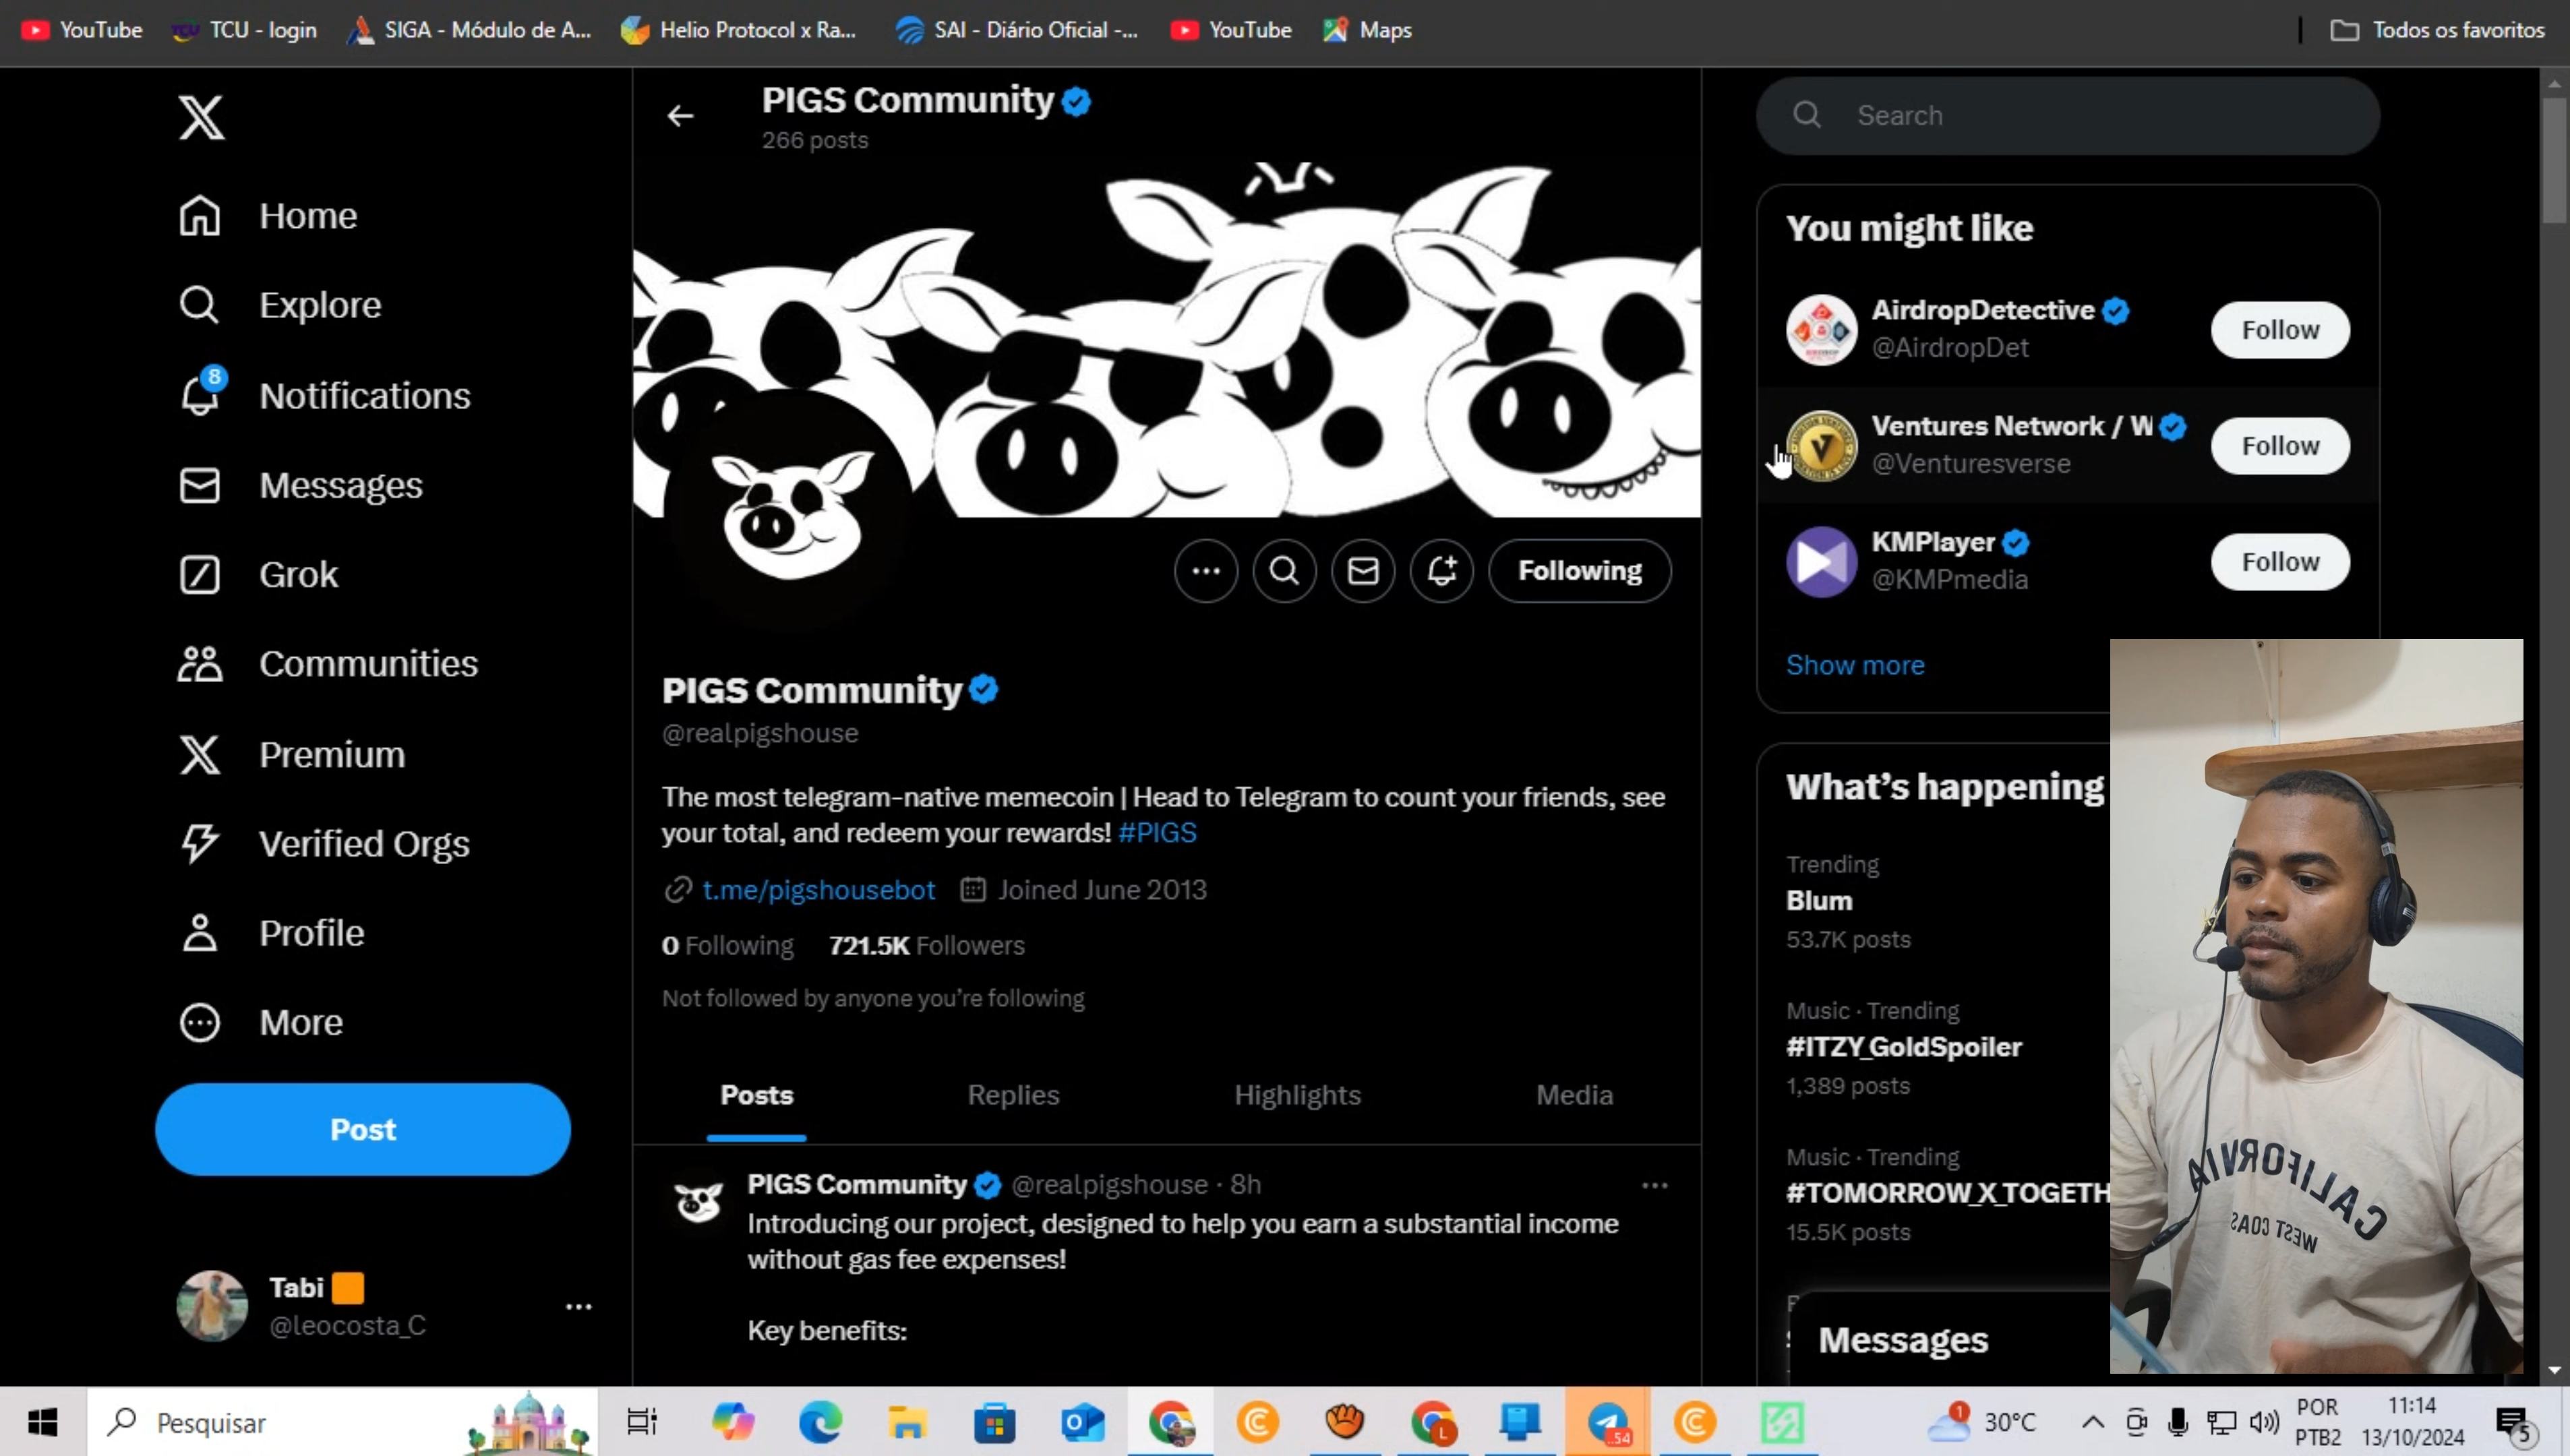 YouTube
TCU - login
SIGA - Módulo de A...
Helio Protocol x Ra...
SAI - Diário Oficial -...
YouTube
Maps
Todos os favoritos
PIGS Community
266 posts
Search
Home
Explore
8
Notifications
Messages
Grok
Communities
Premium
Verified Orgs
Profile
More
Post
Tabi
@leocosta_C
Following
PIGS Community
@realpigshouse
The most telegram-native memecoin | Head to Telegram to count your friends, see
your total, and redeem your rewards! #PIGS
t.me/pigshousebot Joined June 2013
0 Following 721.5K Followers
Not followed by anyone you're following
Posts Replies Highlights Media
PIGS Community @realpigshouse · 8h
Introducing our project, designed to help you earn a substantial income
without gas fee expenses!
Key benefits:
You might like
AirdropDetective
@AirdropDet
Follow
Ventures Network / W
@Venturesverse
Follow
KMPlayer
@KMPmedia
Follow
Show more
What's happening
Trending
Blum
53.7K posts
Music · Trending
#ITZY_GoldSpoiler
1,389 posts
Music · Trending
#TOMORROW_X_TOGETH
15.5K posts
Messages
CALIFORNIA
WEST COAS
Pesquisar
L
..54
1
30°C
POR
PTB2
11:14
13/10/2024
5